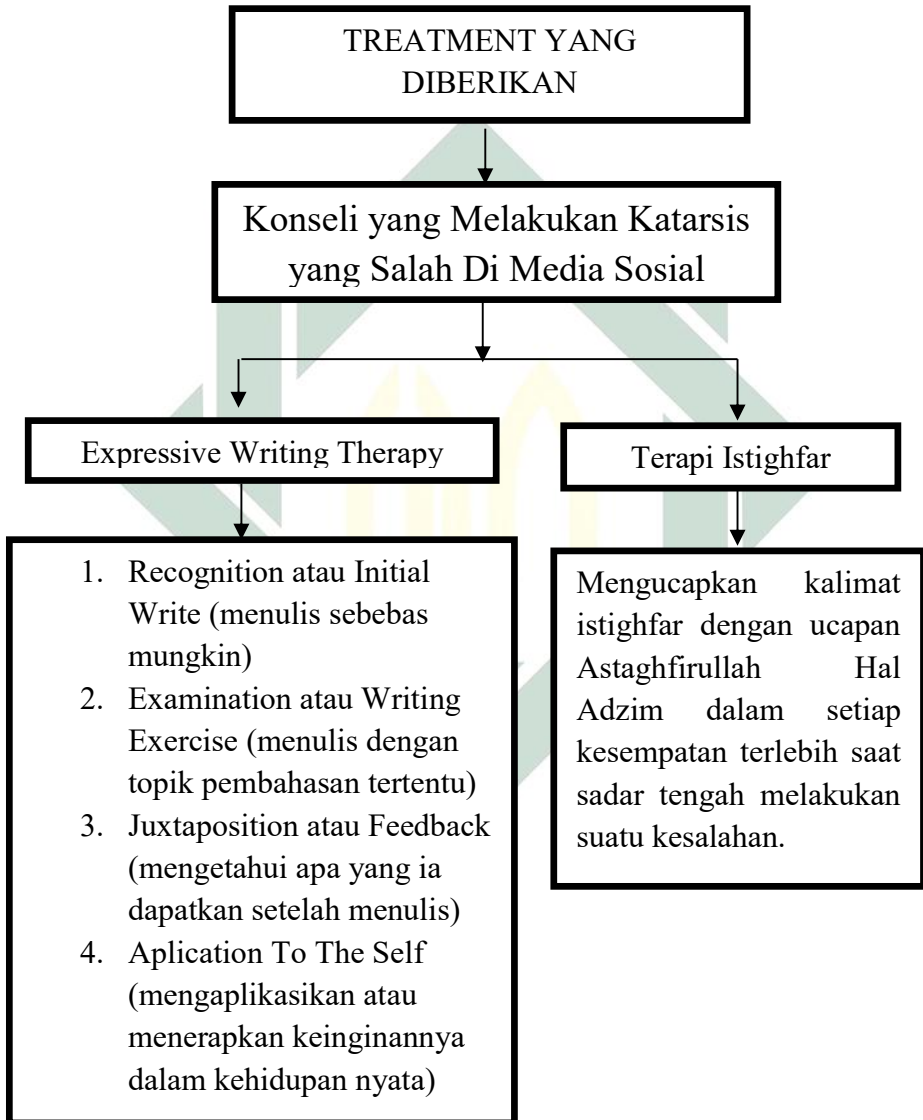 TREATMENT YANG
DIBERIKAN
Konseli yang Melakukan Katarsis
yang Salah Di Media Sosial
Expressive Writing Therapy
Terapi Istighfar
1. Recognition atau Initial
Write (menulis sebebas
mungkin)
2. Examination atau Writing
Exercise (menulis dengan
topik pembahasan tertentu)
3. Juxtaposition atau Feedback
(mengetahui apa yang ia
dapatkan setelah menulis)
4. Aplication To The Self
(mengaplikasikan atau
menerapkan keinginannya
dalam kehidupan nyata)
Mengucapkan kalimat
istighfar dengan ucapan
Astaghfirullah Hal
Adzim dalam setiap
kesempatan terlebih saat
sadar tengah melakukan
suatu kesalahan.